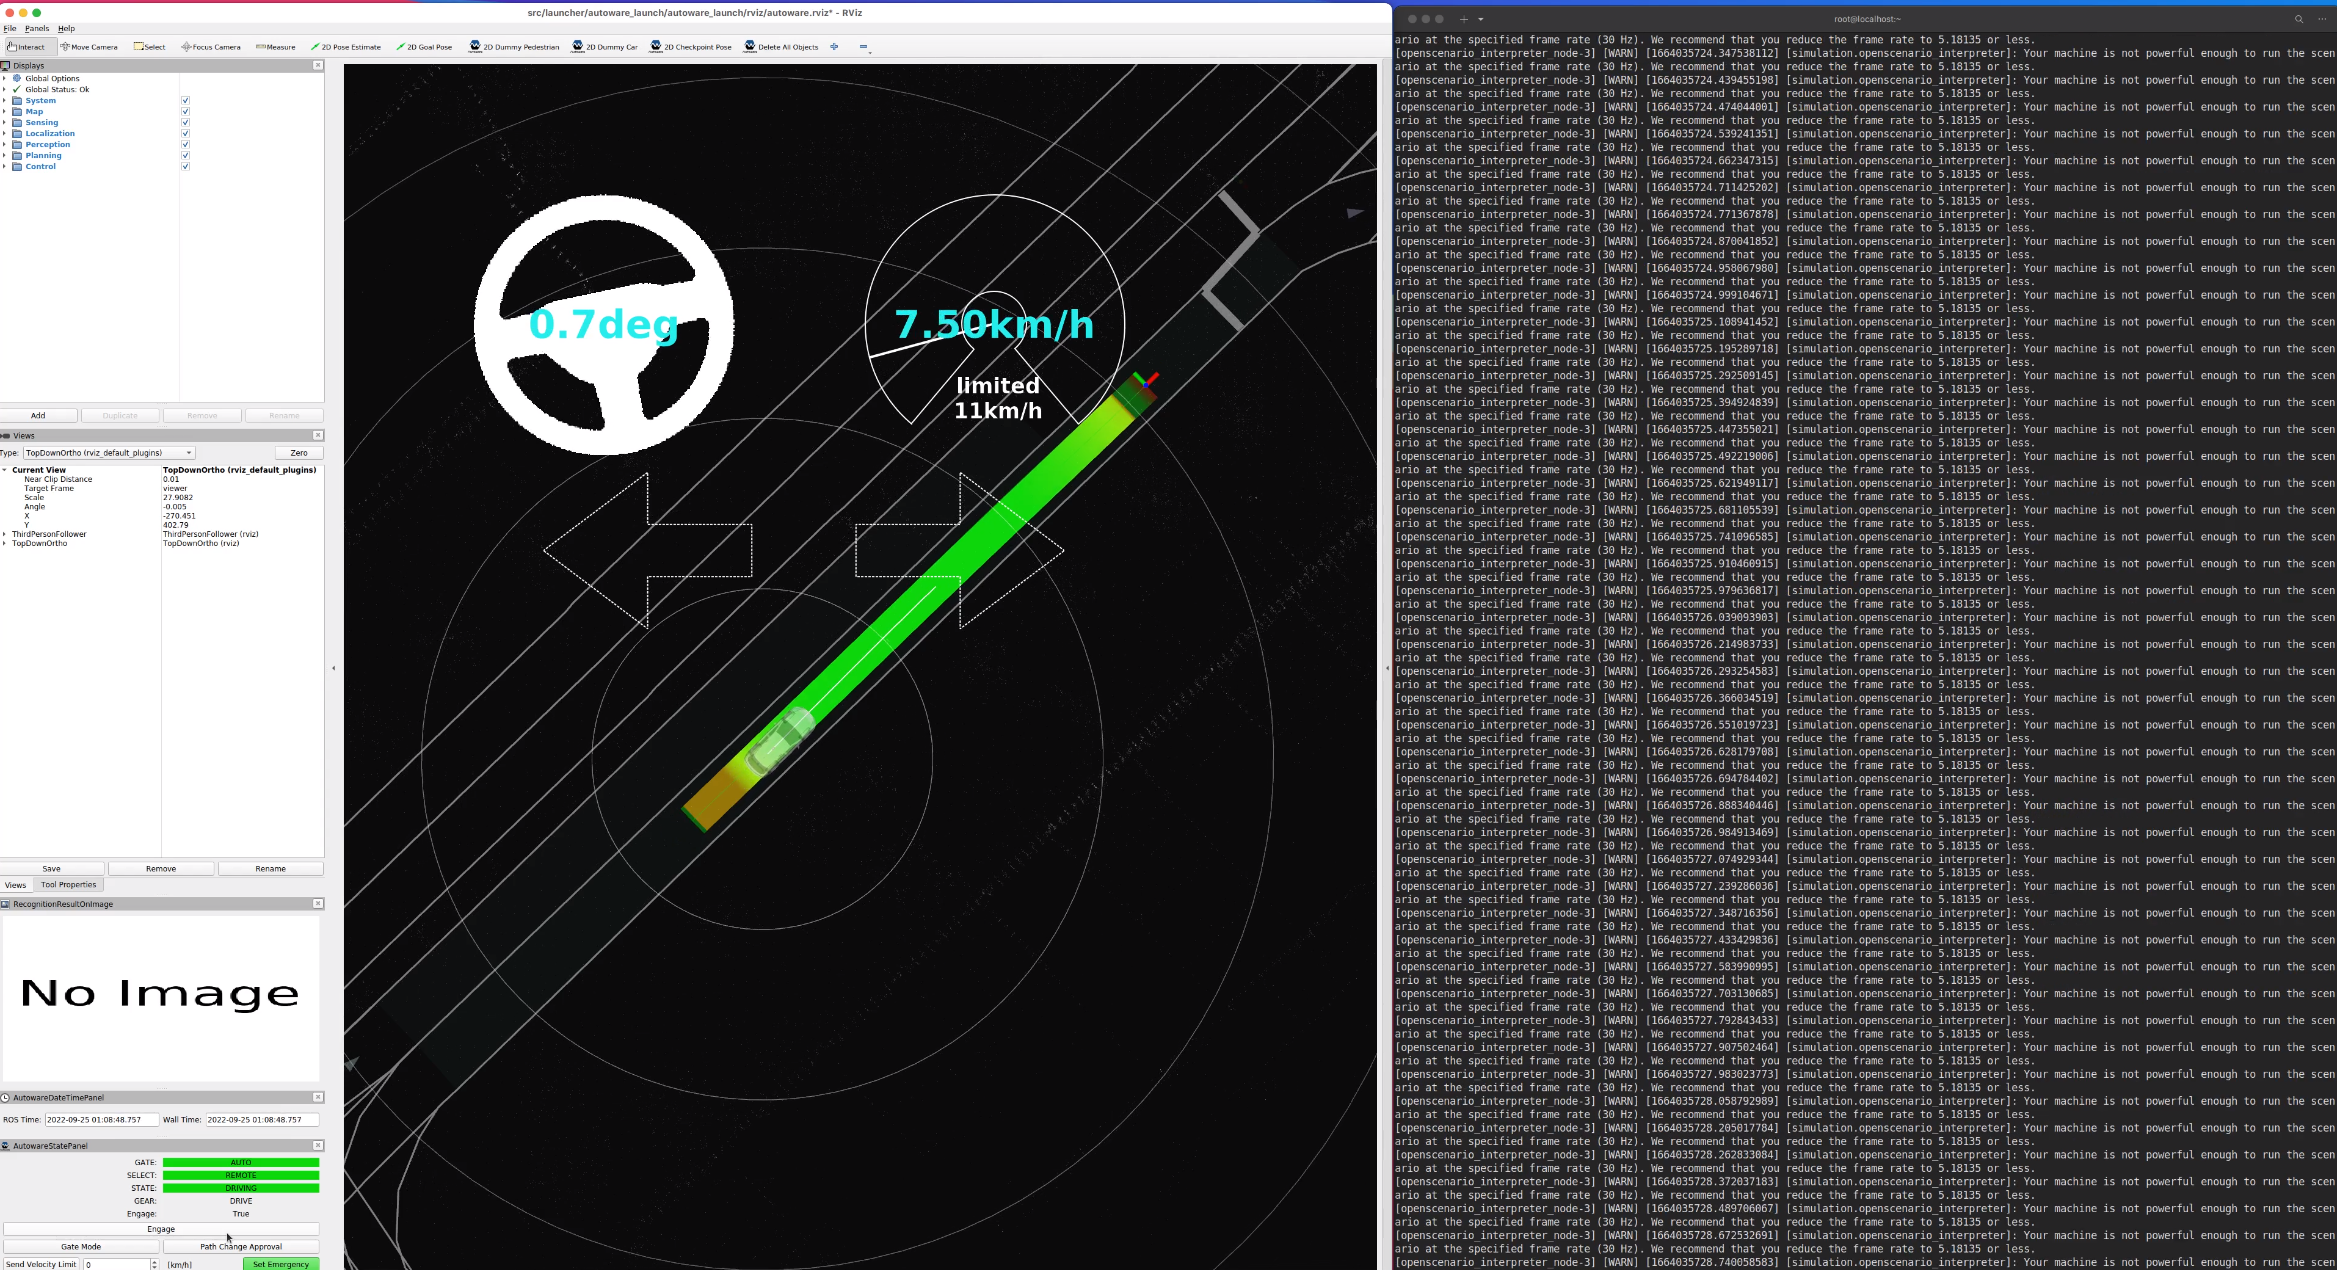 src/launcher/autoware_launch/autoware_launch/rviz/autoware.rviz* - RViz
File Panels Help
Interact Move Camera Select Focus Camera Measure 2D Pose Estimate 2D Goal Pose 2D Dummy Pedestrian 2D Dummy Car 2D Checkpoint Pose Delete All Objects
Displays
Global Options
Global Status: Ok
System
Map
Sensing
Localization
Perception
Planning
Control
Add Duplicate Remove Rename
Views
Type: TopDownOrtho (rviz_default_plugins) Zero
Current View TopDownOrtho (rviz_default_plugins)
Near Clip Distance 0.01
Target Frame viewer
Scale 27.9082
Angle -0.005
X -270.451
Y 402.79
ThirdPersonFollower ThirdPersonFollower (rviz)
TopDownOrtho TopDownOrtho (rviz)
Save Remove Rename
Views Tool Properties
RecognitionResultOnImage
No Image
AutowareDateTimePanel
ROS Time: 2022-09-25 01:08:48.757 Wall Time: 2022-09-25 01:08:48.757
AutowareStatePanel
GATE: AUTO
SELECT: REMOTE
STATE: DRIVING
GEAR: DRIVE
Engage: True
Engage
Gate Mode Path Change Approval
Send Velocity Limit 0 [km/h] Set Emergency
0.7deg
7.50km/h
limited
11km/h
root@localhost:~
ario at the specified frame rate (30 Hz). We recommend that you reduce the frame rate to 5.18135 or less.
[openscenario_interpreter_node-3] [WARN] [1664035724.347538112] [simulation.openscenario_interpreter]: Your machine is not powerful enough to run the scen
ario at the specified frame rate (30 Hz). We recommend that you reduce the frame rate to 5.18135 or less.
[openscenario_interpreter_node-3] [WARN] [1664035724.439455198] [simulation.openscenario_interpreter]: Your machine is not powerful enough to run the scen
ario at the specified frame rate (30 Hz). We recommend that you reduce the frame rate to 5.18135 or less.
[openscenario_interpreter_node-3] [WARN] [1664035724.474044001] [simulation.openscenario_interpreter]: Your machine is not powerful enough to run the scen
ario at the specified frame rate (30 Hz). We recommend that you reduce the frame rate to 5.18135 or less.
[openscenario_interpreter_node-3] [WARN] [1664035724.539241351] [simulation.openscenario_interpreter]: Your machine is not powerful enough to run the scen
ario at the specified frame rate (30 Hz). We recommend that you reduce the frame rate to 5.18135 or less.
[openscenario_interpreter_node-3] [WARN] [1664035724.662347315] [simulation.openscenario_interpreter]: Your machine is not powerful enough to run the scen
ario at the specified frame rate (30 Hz). We recommend that you reduce the frame rate to 5.18135 or less.
[openscenario_interpreter_node-3] [WARN] [1664035724.711425202] [simulation.openscenario_interpreter]: Your machine is not powerful enough to run the scen
ario at the specified frame rate (30 Hz). We recommend that you reduce the frame rate to 5.18135 or less.
[openscenario_interpreter_node-3] [WARN] [1664035724.771367878] [simulation.openscenario_interpreter]: Your machine is not powerful enough to run the scen
ario at the specified frame rate (30 Hz). We recommend that you reduce the frame rate to 5.18135 or less.
[openscenario_interpreter_node-3] [WARN] [1664035724.870041852] [simulation.openscenario_interpreter]: Your machine is not powerful enough to run the scen
ario at the specified frame rate (30 Hz). We recommend that you reduce the frame rate to 5.18135 or less.
[openscenario_interpreter_node-3] [WARN] [1664035724.958067980] [simulation.openscenario_interpreter]: Your machine is not powerful enough to run the scen
ario at the specified frame rate (30 Hz). We recommend that you reduce the frame rate to 5.18135 or less.
[openscenario_interpreter_node-3] [WARN] [1664035724.999104671] [simulation.openscenario_interpreter]: Your machine is not powerful enough to run the scen
ario at the specified frame rate (30 Hz). We recommend that you reduce the frame rate to 5.18135 or less.
[openscenario_interpreter_node-3] [WARN] [1664035725.108941452] [simulation.openscenario_interpreter]: Your machine is not powerful enough to run the scen
ario at the specified frame rate (30 Hz). We recommend that you reduce the frame rate to 5.18135 or less.
[openscenario_interpreter_node-3] [WARN] [1664035725.195289718] [simulation.openscenario_interpreter]: Your machine is not powerful enough to run the scen
ario at the specified frame rate (30 Hz). We recommend that you reduce the frame rate to 5.18135 or less.
[openscenario_interpreter_node-3] [WARN] [1664035725.292509145] [simulation.openscenario_interpreter]: Your machine is not powerful enough to run the scen
ario at the specified frame rate (30 Hz). We recommend that you reduce the frame rate to 5.18135 or less.
[openscenario_interpreter_node-3] [WARN] [1664035725.394924839] [simulation.openscenario_interpreter]: Your machine is not powerful enough to run the scen
ario at the specified frame rate (30 Hz). We recommend that you reduce the frame rate to 5.18135 or less.
[openscenario_interpreter_node-3] [WARN] [1664035725.447355021] [simulation.openscenario_interpreter]: Your machine is not powerful enough to run the scen
ario at the specified frame rate (30 Hz). We recommend that you reduce the frame rate to 5.18135 or less.
[openscenario_interpreter_node-3] [WARN] [1664035725.492219006] [simulation.openscenario_interpreter]: Your machine is not powerful enough to run the scen
ario at the specified frame rate (30 Hz). We recommend that you reduce the frame rate to 5.18135 or less.
[openscenario_interpreter_node-3] [WARN] [1664035725.621949117] [simulation.openscenario_interpreter]: Your machine is not powerful enough to run the scen
ario at the specified frame rate (30 Hz). We recommend that you reduce the frame rate to 5.18135 or less.
[openscenario_interpreter_node-3] [WARN] [1664035725.681105539] [simulation.openscenario_interpreter]: Your machine is not powerful enough to run the scen
ario at the specified frame rate (30 Hz). We recommend that you reduce the frame rate to 5.18135 or less.
[openscenario_interpreter_node-3] [WARN] [1664035725.741096585] [simulation.openscenario_interpreter]: Your machine is not powerful enough to run the scen
ario at the specified frame rate (30 Hz). We recommend that you reduce the frame rate to 5.18135 or less.
[openscenario_interpreter_node-3] [WARN] [1664035725.910460915] [simulation.openscenario_interpreter]: Your machine is not powerful enough to run the scen
ario at the specified frame rate (30 Hz). We recommend that you reduce the frame rate to 5.18135 or less.
[openscenario_interpreter_node-3] [WARN] [1664035725.979636817] [simulation.openscenario_interpreter]: Your machine is not powerful enough to run the scen
ario at the specified frame rate (30 Hz). We recommend that you reduce the frame rate to 5.18135 or less.
[openscenario_interpreter_node-3] [WARN] [1664035726.039093903] [simulation.openscenario_interpreter]: Your machine is not powerful enough to run the scen
ario at the specified frame rate (30 Hz). We recommend that you reduce the frame rate to 5.18135 or less.
[openscenario_interpreter_node-3] [WARN] [1664035726.214983733] [simulation.openscenario_interpreter]: Your machine is not powerful enough to run the scen
ario at the specified frame rate (30 Hz). We recommend that you reduce the frame rate to 5.18135 or less.
[openscenario_interpreter_node-3] [WARN] [1664035726.293254583] [simulation.openscenario_interpreter]: Your machine is not powerful enough to run the scen
ario at the specified frame rate (30 Hz). We recommend that you reduce the frame rate to 5.18135 or less.
[openscenario_interpreter_node-3] [WARN] [1664035726.366034519] [simulation.openscenario_interpreter]: Your machine is not powerful enough to run the scen
ario at the specified frame rate (30 Hz). We recommend that you reduce the frame rate to 5.18135 or less.
[openscenario_interpreter_node-3] [WARN] [1664035726.551019723] [simulation.openscenario_interpreter]: Your machine is not powerful enough to run the scen
ario at the specified frame rate (30 Hz). We recommend that you reduce the frame rate to 5.18135 or less.
[openscenario_interpreter_node-3] [WARN] [1664035726.628179708] [simulation.openscenario_interpreter]: Your machine is not powerful enough to run the scen
ario at the specified frame rate (30 Hz). We recommend that you reduce the frame rate to 5.18135 or less.
[openscenario_interpreter_node-3] [WARN] [1664035726.694784402] [simulation.openscenario_interpreter]: Your machine is not powerful enough to run the scen
ario at the specified frame rate (30 Hz). We recommend that you reduce the frame rate to 5.18135 or less.
[openscenario_interpreter_node-3] [WARN] [1664035726.888340446] [simulation.openscenario_interpreter]: Your machine is not powerful enough to run the scen
ario at the specified frame rate (30 Hz). We recommend that you reduce the frame rate to 5.18135 or less.
[openscenario_interpreter_node-3] [WARN] [1664035726.984913469] [simulation.openscenario_interpreter]: Your machine is not powerful enough to run the scen
ario at the specified frame rate (30 Hz). We recommend that you reduce the frame rate to 5.18135 or less.
[openscenario_interpreter_node-3] [WARN] [1664035727.074929344] [simulation.openscenario_interpreter]: Your machine is not powerful enough to run the scen
ario at the specified frame rate (30 Hz). We recommend that you reduce the frame rate to 5.18135 or less.
[openscenario_interpreter_node-3] [WARN] [1664035727.239286036] [simulation.openscenario_interpreter]: Your machine is not powerful enough to run the scen
ario at the specified frame rate (30 Hz). We recommend that you reduce the frame rate to 5.18135 or less.
[openscenario_interpreter_node-3] [WARN] [1664035727.348716356] [simulation.openscenario_interpreter]: Your machine is not powerful enough to run the scen
ario at the specified frame rate (30 Hz). We recommend that you reduce the frame rate to 5.18135 or less.
[openscenario_interpreter_node-3] [WARN] [1664035727.433429836] [simulation.openscenario_interpreter]: Your machine is not powerful enough to run the scen
ario at the specified frame rate (30 Hz). We recommend that you reduce the frame rate to 5.18135 or less.
[openscenario_interpreter_node-3] [WARN] [1664035727.583990995] [simulation.openscenario_interpreter]: Your machine is not powerful enough to run the scen
ario at the specified frame rate (30 Hz). We recommend that you reduce the frame rate to 5.18135 or less.
[openscenario_interpreter_node-3] [WARN] [1664035727.703130685] [simulation.openscenario_interpreter]: Your machine is not powerful enough to run the scen
ario at the specified frame rate (30 Hz). We recommend that you reduce the frame rate to 5.18135 or less.
[openscenario_interpreter_node-3] [WARN] [1664035727.792843433] [simulation.openscenario_interpreter]: Your machine is not powerful enough to run the scen
ario at the specified frame rate (30 Hz). We recommend that you reduce the frame rate to 5.18135 or less.
[openscenario_interpreter_node-3] [WARN] [1664035727.907502464] [simulation.openscenario_interpreter]: Your machine is not powerful enough to run the scen
ario at the specified frame rate (30 Hz). We recommend that you reduce the frame rate to 5.18135 or less.
[openscenario_interpreter_node-3] [WARN] [1664035727.983023773] [simulation.openscenario_interpreter]: Your machine is not powerful enough to run the scen
ario at the specified frame rate (30 Hz). We recommend that you reduce the frame rate to 5.18135 or less.
[openscenario_interpreter_node-3] [WARN] [1664035728.058792989] [simulation.openscenario_interpreter]: Your machine is not powerful enough to run the scen
ario at the specified frame rate (30 Hz). We recommend that you reduce the frame rate to 5.18135 or less.
[openscenario_interpreter_node-3] [WARN] [1664035728.205017784] [simulation.openscenario_interpreter]: Your machine is not powerful enough to run the scen
ario at the specified frame rate (30 Hz). We recommend that you reduce the frame rate to 5.18135 or less.
[openscenario_interpreter_node-3] [WARN] [1664035728.262833084] [simulation.openscenario_interpreter]: Your machine is not powerful enough to run the scen
ario at the specified frame rate (30 Hz). We recommend that you reduce the frame rate to 5.18135 or less.
[openscenario_interpreter_node-3] [WARN] [1664035728.372037183] [simulation.openscenario_interpreter]: Your machine is not powerful enough to run the scen
ario at the specified frame rate (30 Hz). We recommend that you reduce the frame rate to 5.18135 or less.
[openscenario_interpreter_node-3] [WARN] [1664035728.489706067] [simulation.openscenario_interpreter]: Your machine is not powerful enough to run the scen
ario at the specified frame rate (30 Hz). We recommend that you reduce the frame rate to 5.18135 or less.
[openscenario_interpreter_node-3] [WARN] [1664035728.672532691] [simulation.openscenario_interpreter]: Your machine is not powerful enough to run the scen
ario at the specified frame rate (30 Hz). We recommend that you reduce the frame rate to 5.18135 or less.
[openscenario_interpreter_node-3] [WARN] [1664035728.740058583] [simulation.openscenario_interpreter]: Your machine is not powerful enough to run the scen